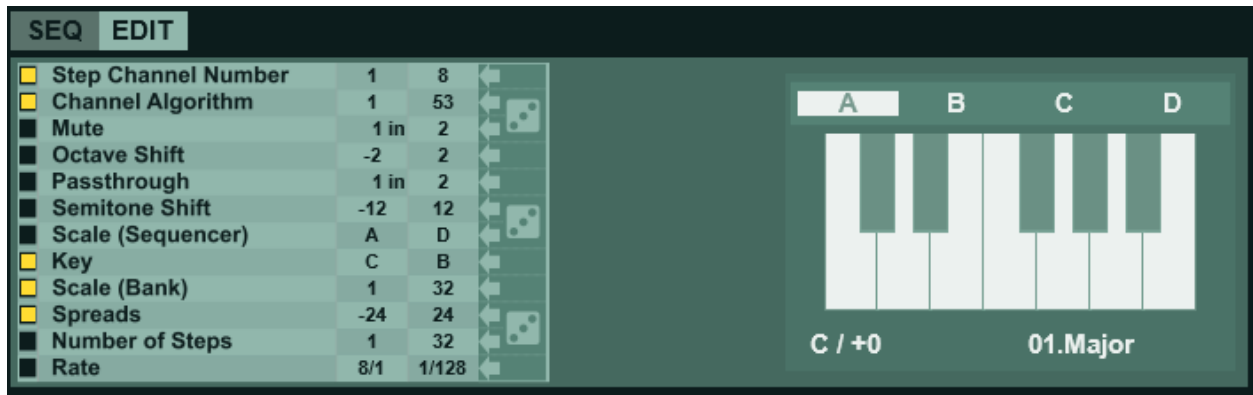 SEQ EDIT
Step Channel Number 1 8
Channel Algorithm 1 53
Mute 1 in 2
Octave Shift -2 2
Passthrough 1 in 2
Semitone Shift -12 12
Scale (Sequencer) A D
Key C B
Scale (Bank) 1 32
Spreads -24 24
Number of Steps 1 32
Rate 8/1 1/128
A B C D
C / +0 01.Major